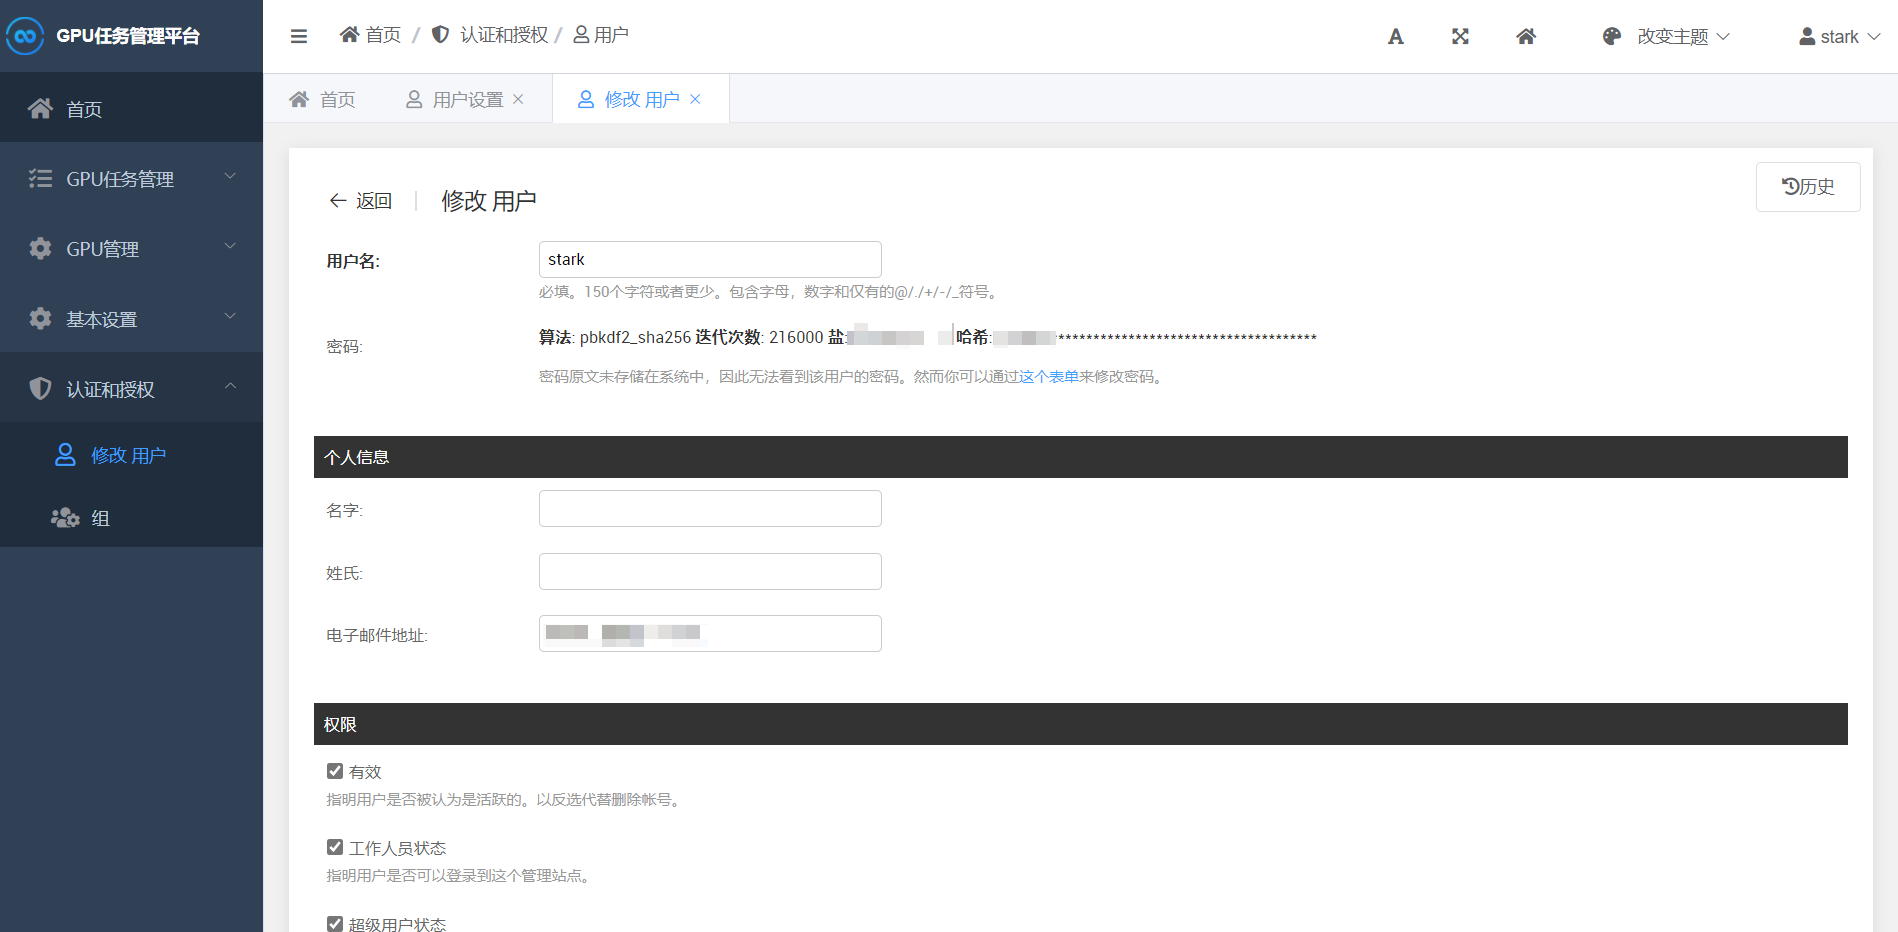 GPU任务管理平台
首页 / 认证和授权 / 用户
改变主题
stark
首页
用户设置
修改 用户
首页
GPU任务管理
GPU管理
基本设置
认证和授权
修改 用户
组
返回
修改 用户
历史
用户名:
stark
必填。150个字符或者更少。包含字母，数字和仅有的@/./+/-/_符号。
密码:
算法: pbkdf2_sha256 迭代次数: 216000 盐: 哈希: *************************************
密码原文未存储在系统中，因此无法看到该用户的密码。然而你可以通过这个表单来修改密码。
个人信息
名字:
姓氏:
电子邮件地址:
权限
有效
指明用户是否被认为是活跃的。以反选代替删除帐号。
工作人员状态
指明用户是否可以登录到这个管理站点。
超级用户状态